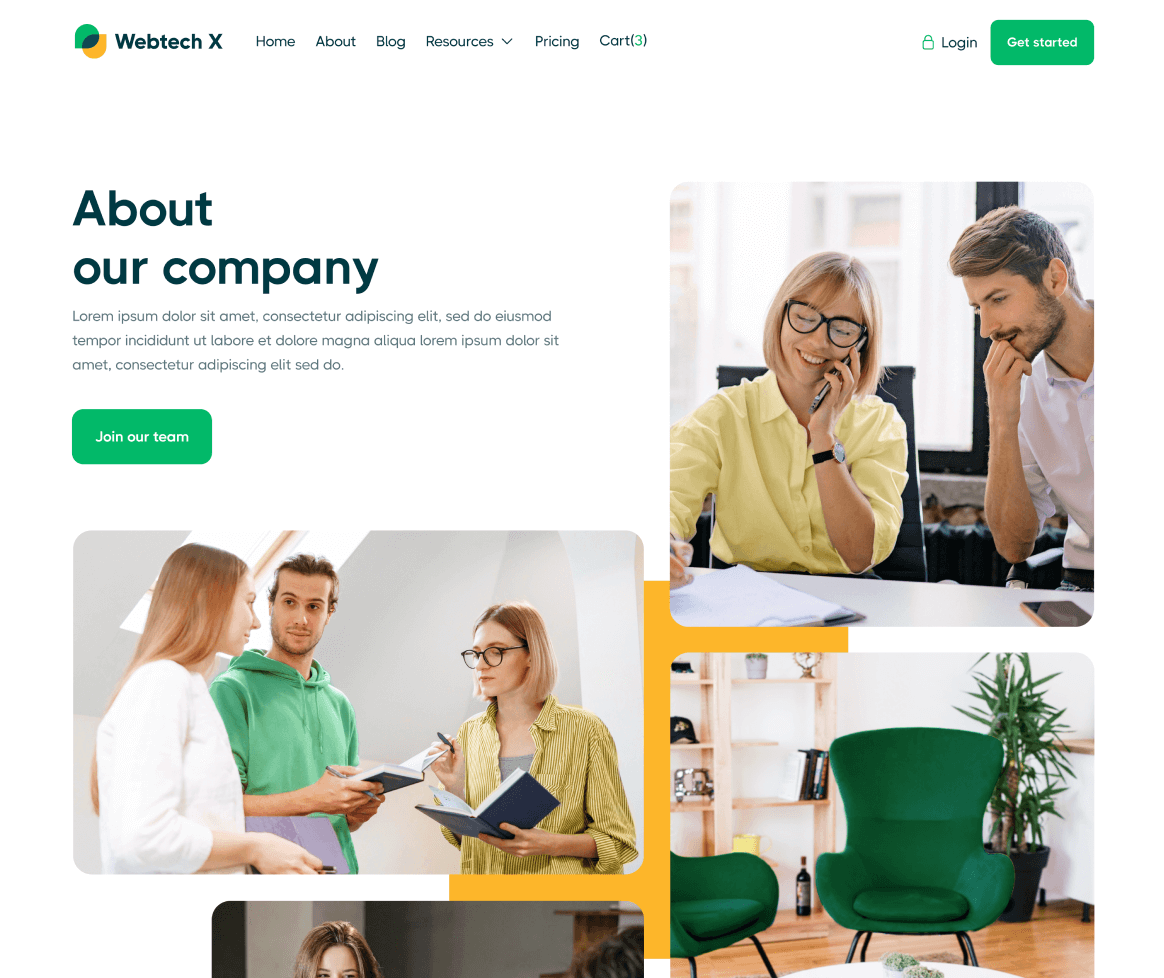 Webtech X
Home About Blog Resources Pricing Cart(3)
Login
Get started
About
our company
Lorem ipsum dolor sit amet, consectetur adipiscing elit, sed do eiusmod
tempor incididunt ut labore et dolore magna aliqua lorem ipsum dolor sit
amet, consectetur adipiscing elit sed do.
Join our team